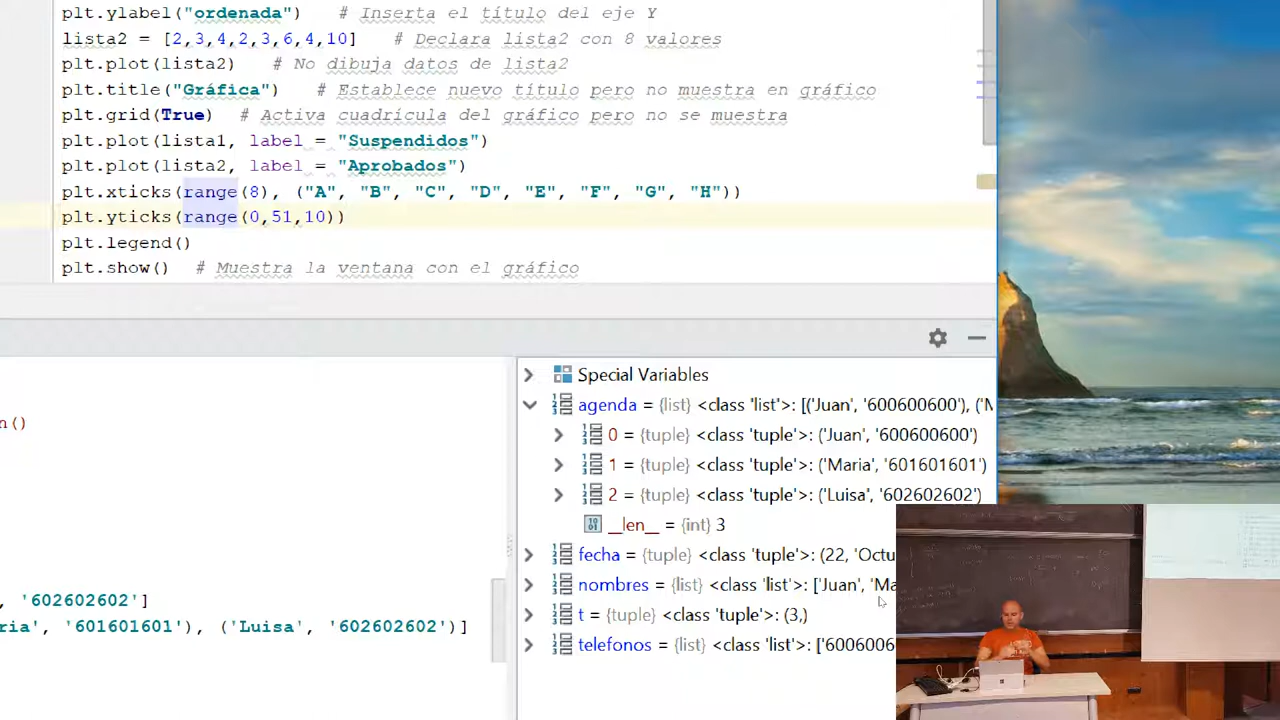 plt.ylabel("ordenada")   # Inserta el título del eje Y
lista2 = [2,3,4,2,3,6,4,10]   # Declara lista2 con 8 valores
plt.plot(lista2)   # No dibuja datos de lista2
plt.title("Gráfica")   # Establece nuevo título pero no muestra en gráfico
plt.grid(True)  # Activa cuadrícula del gráfico pero no se muestra
plt.plot(lista1, label = "Suspendidos")
plt.plot(lista2, label = "Aprobados")
plt.xticks(range(8), ("A", "B", "C", "D", "E", "F", "G", "H"))
plt.yticks(range(0,51,10))
plt.legend()
plt.show()  # Muestra la ventana con el gráfico
Special Variables
agenda = {list} <class 'list'>: [('Juan', '600600600'), ('M
n()
0 = {tuple} <class 'tuple'>: ('Juan', '600600600')
1 = {tuple} <class 'tuple'>: ('Maria', '601601601')
2 = {tuple} <class 'tuple'>: ('Luisa', '602602602')
__len__ = {int} 3
fecha = {tuple} <class 'tuple'>: (22, 'Octu
nombres = {list} <class 'list'>: ['Juan', 'Ma
, '602602602']
t = {tuple} <class 'tuple'>: (3,)
ria', '601601601'), ('Luisa', '602602602')]
telefonos = {list} <class 'list'>: ['6006006